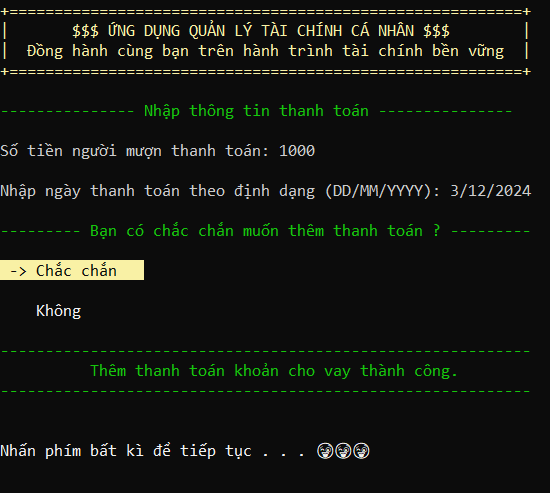 +=========================================================+
|       $$$ ỨNG DỤNG QUẢN LÝ TÀI CHÍNH CÁ NHÂN $$$        |
|  Đồng hành cùng bạn trên hành trình tài chính bền vững  |
+=========================================================+
--------------- Nhập thông tin thanh toán ---------------
Số tiền người mượn thanh toán: 1000
Nhập ngày thanh toán theo định dạng (DD/MM/YYYY): 3/12/2024
--------- Bạn có chắc chắn muốn thêm thanh toán ? ---------
-> Chắc chắn
Không
-----------------------------------------------------------
Thêm thanh toán khoản cho vay thành công.
-----------------------------------------------------------
Nhấn phím bất kì để tiếp tục . . . 😜😜😜